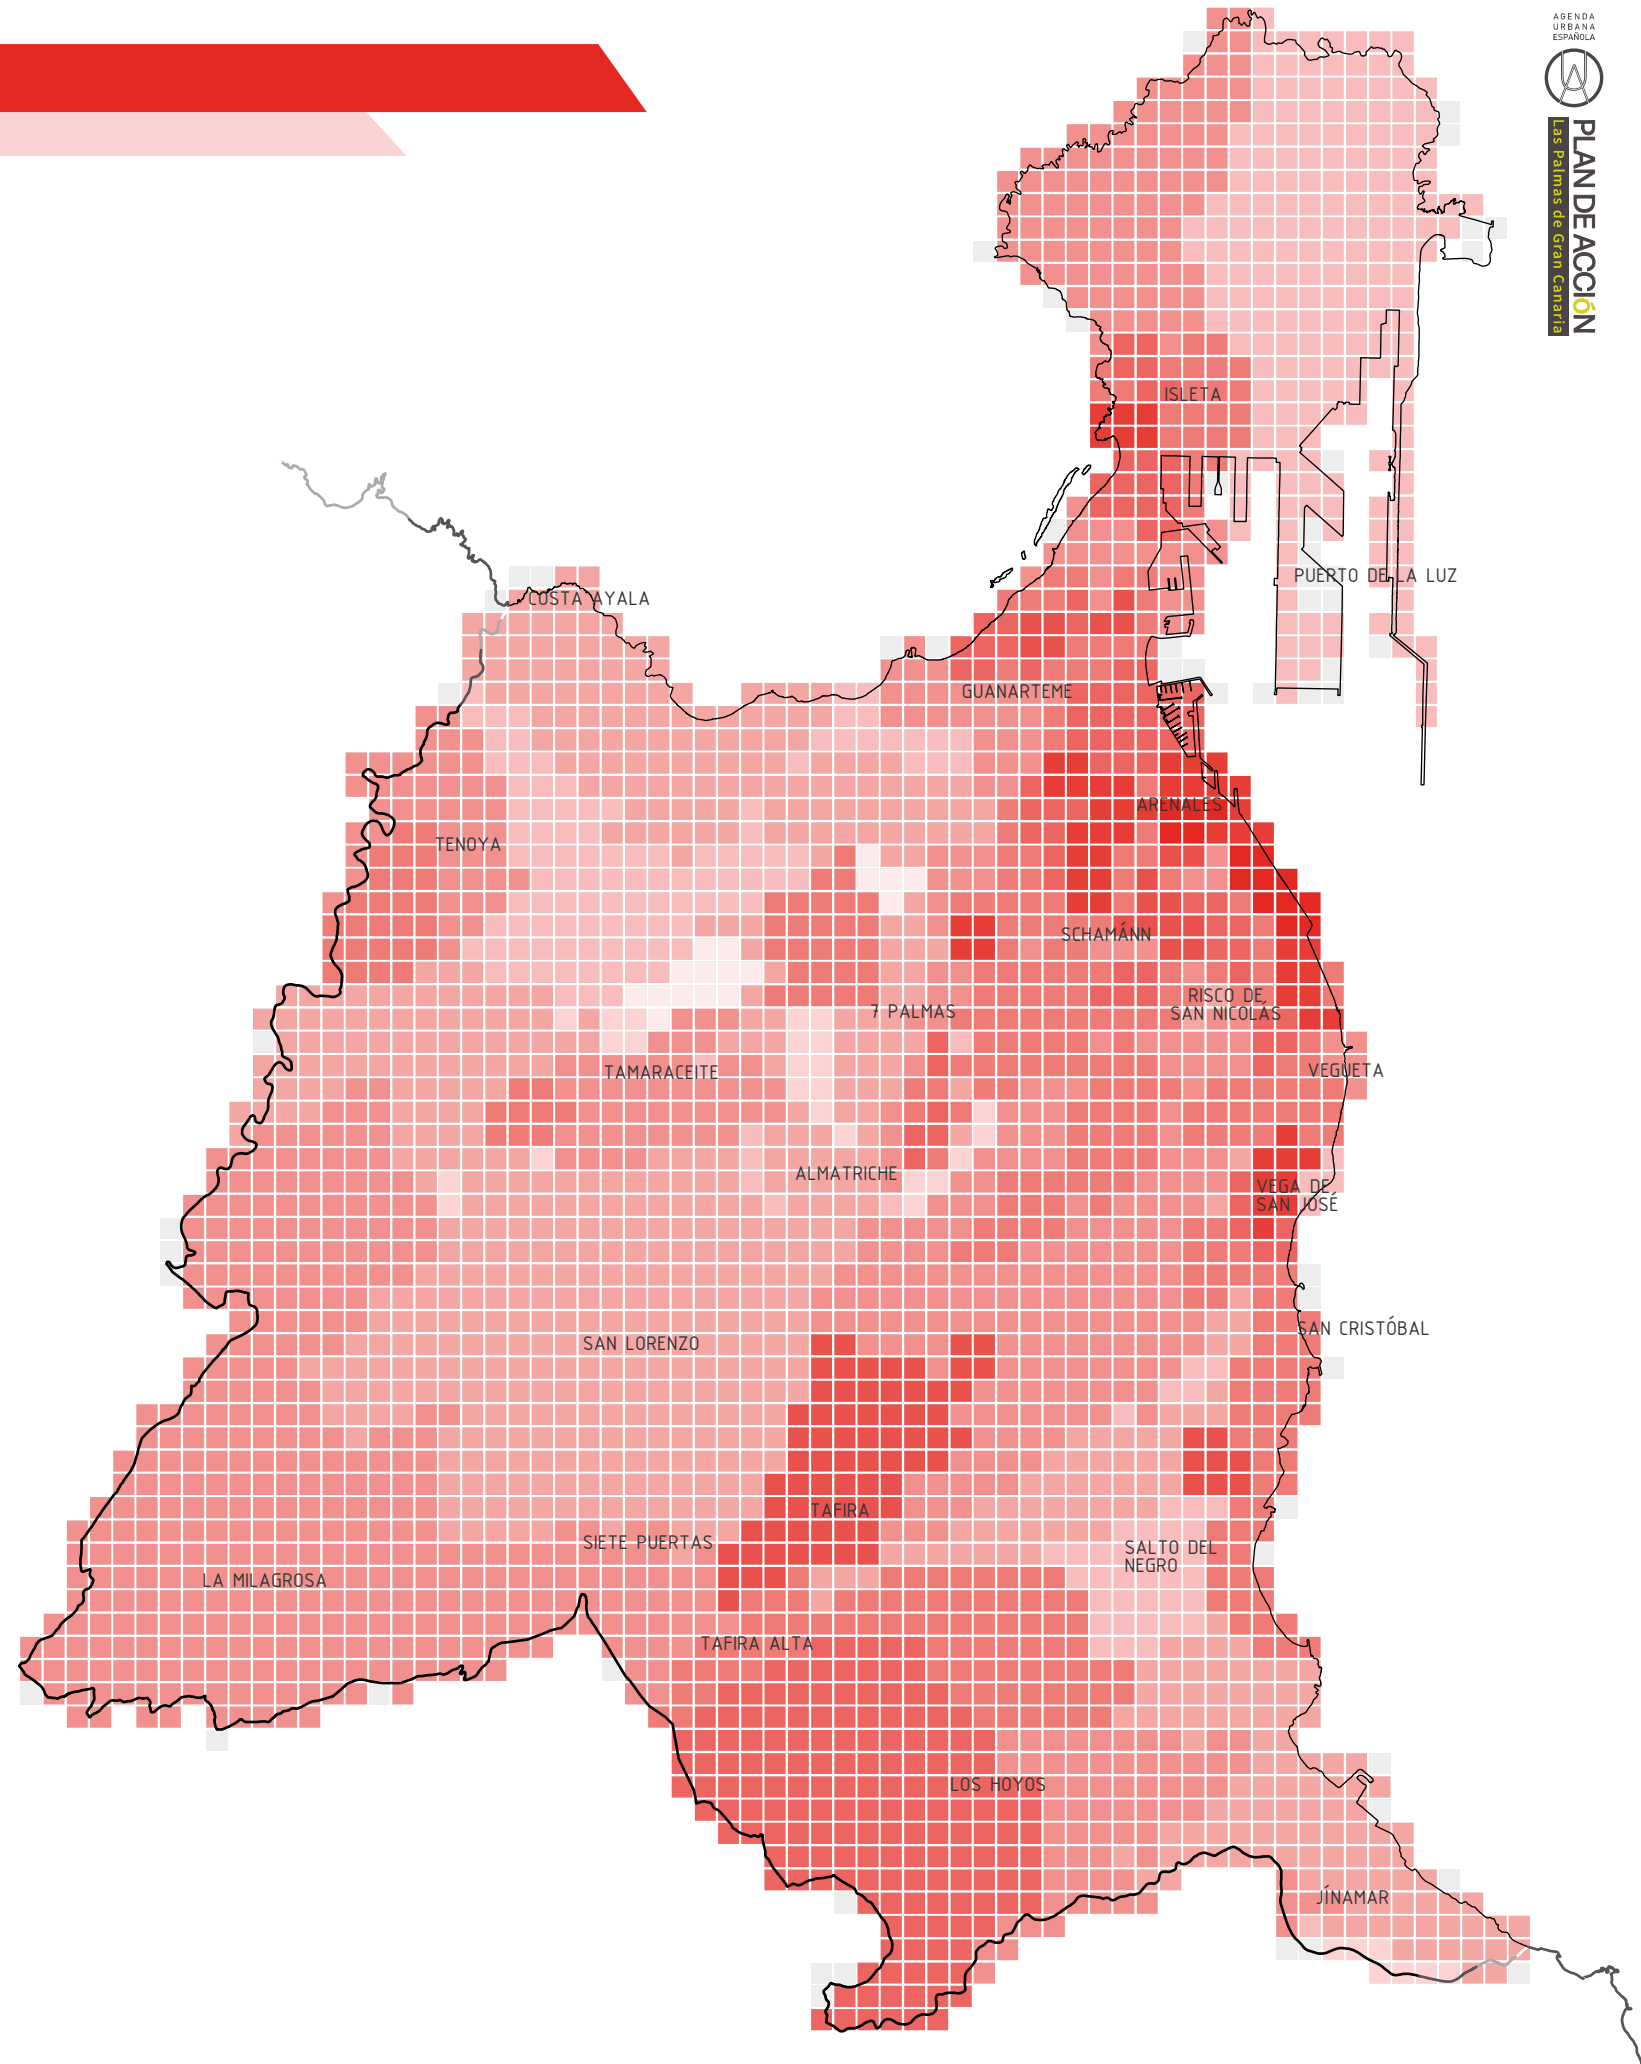 AGENDA
URBANA
ESPAÑOLA
PLAN DE ACCIÓN
Las Palmas de Gran Canaria
ISLETA
PUERTO DE LA LUZ
COSTA AYALA
GUANARTEME
ARENALES
TENOYA
SCHAMÁNN
RISCO DE
SAN NICOLÁS
7 PALMAS
TAMARACEITE
VEGUETA
ALMATRICHE
VEGA DE
SAN JOSÉ
SAN CRISTÓBAL
SAN LORENZO
TAFIRA
SIETE PUERTAS
SALTO DEL
NEGRO
LA MILAGROSA
TAFIRA ALTA
LOS HOYOS
JÍNAMAR